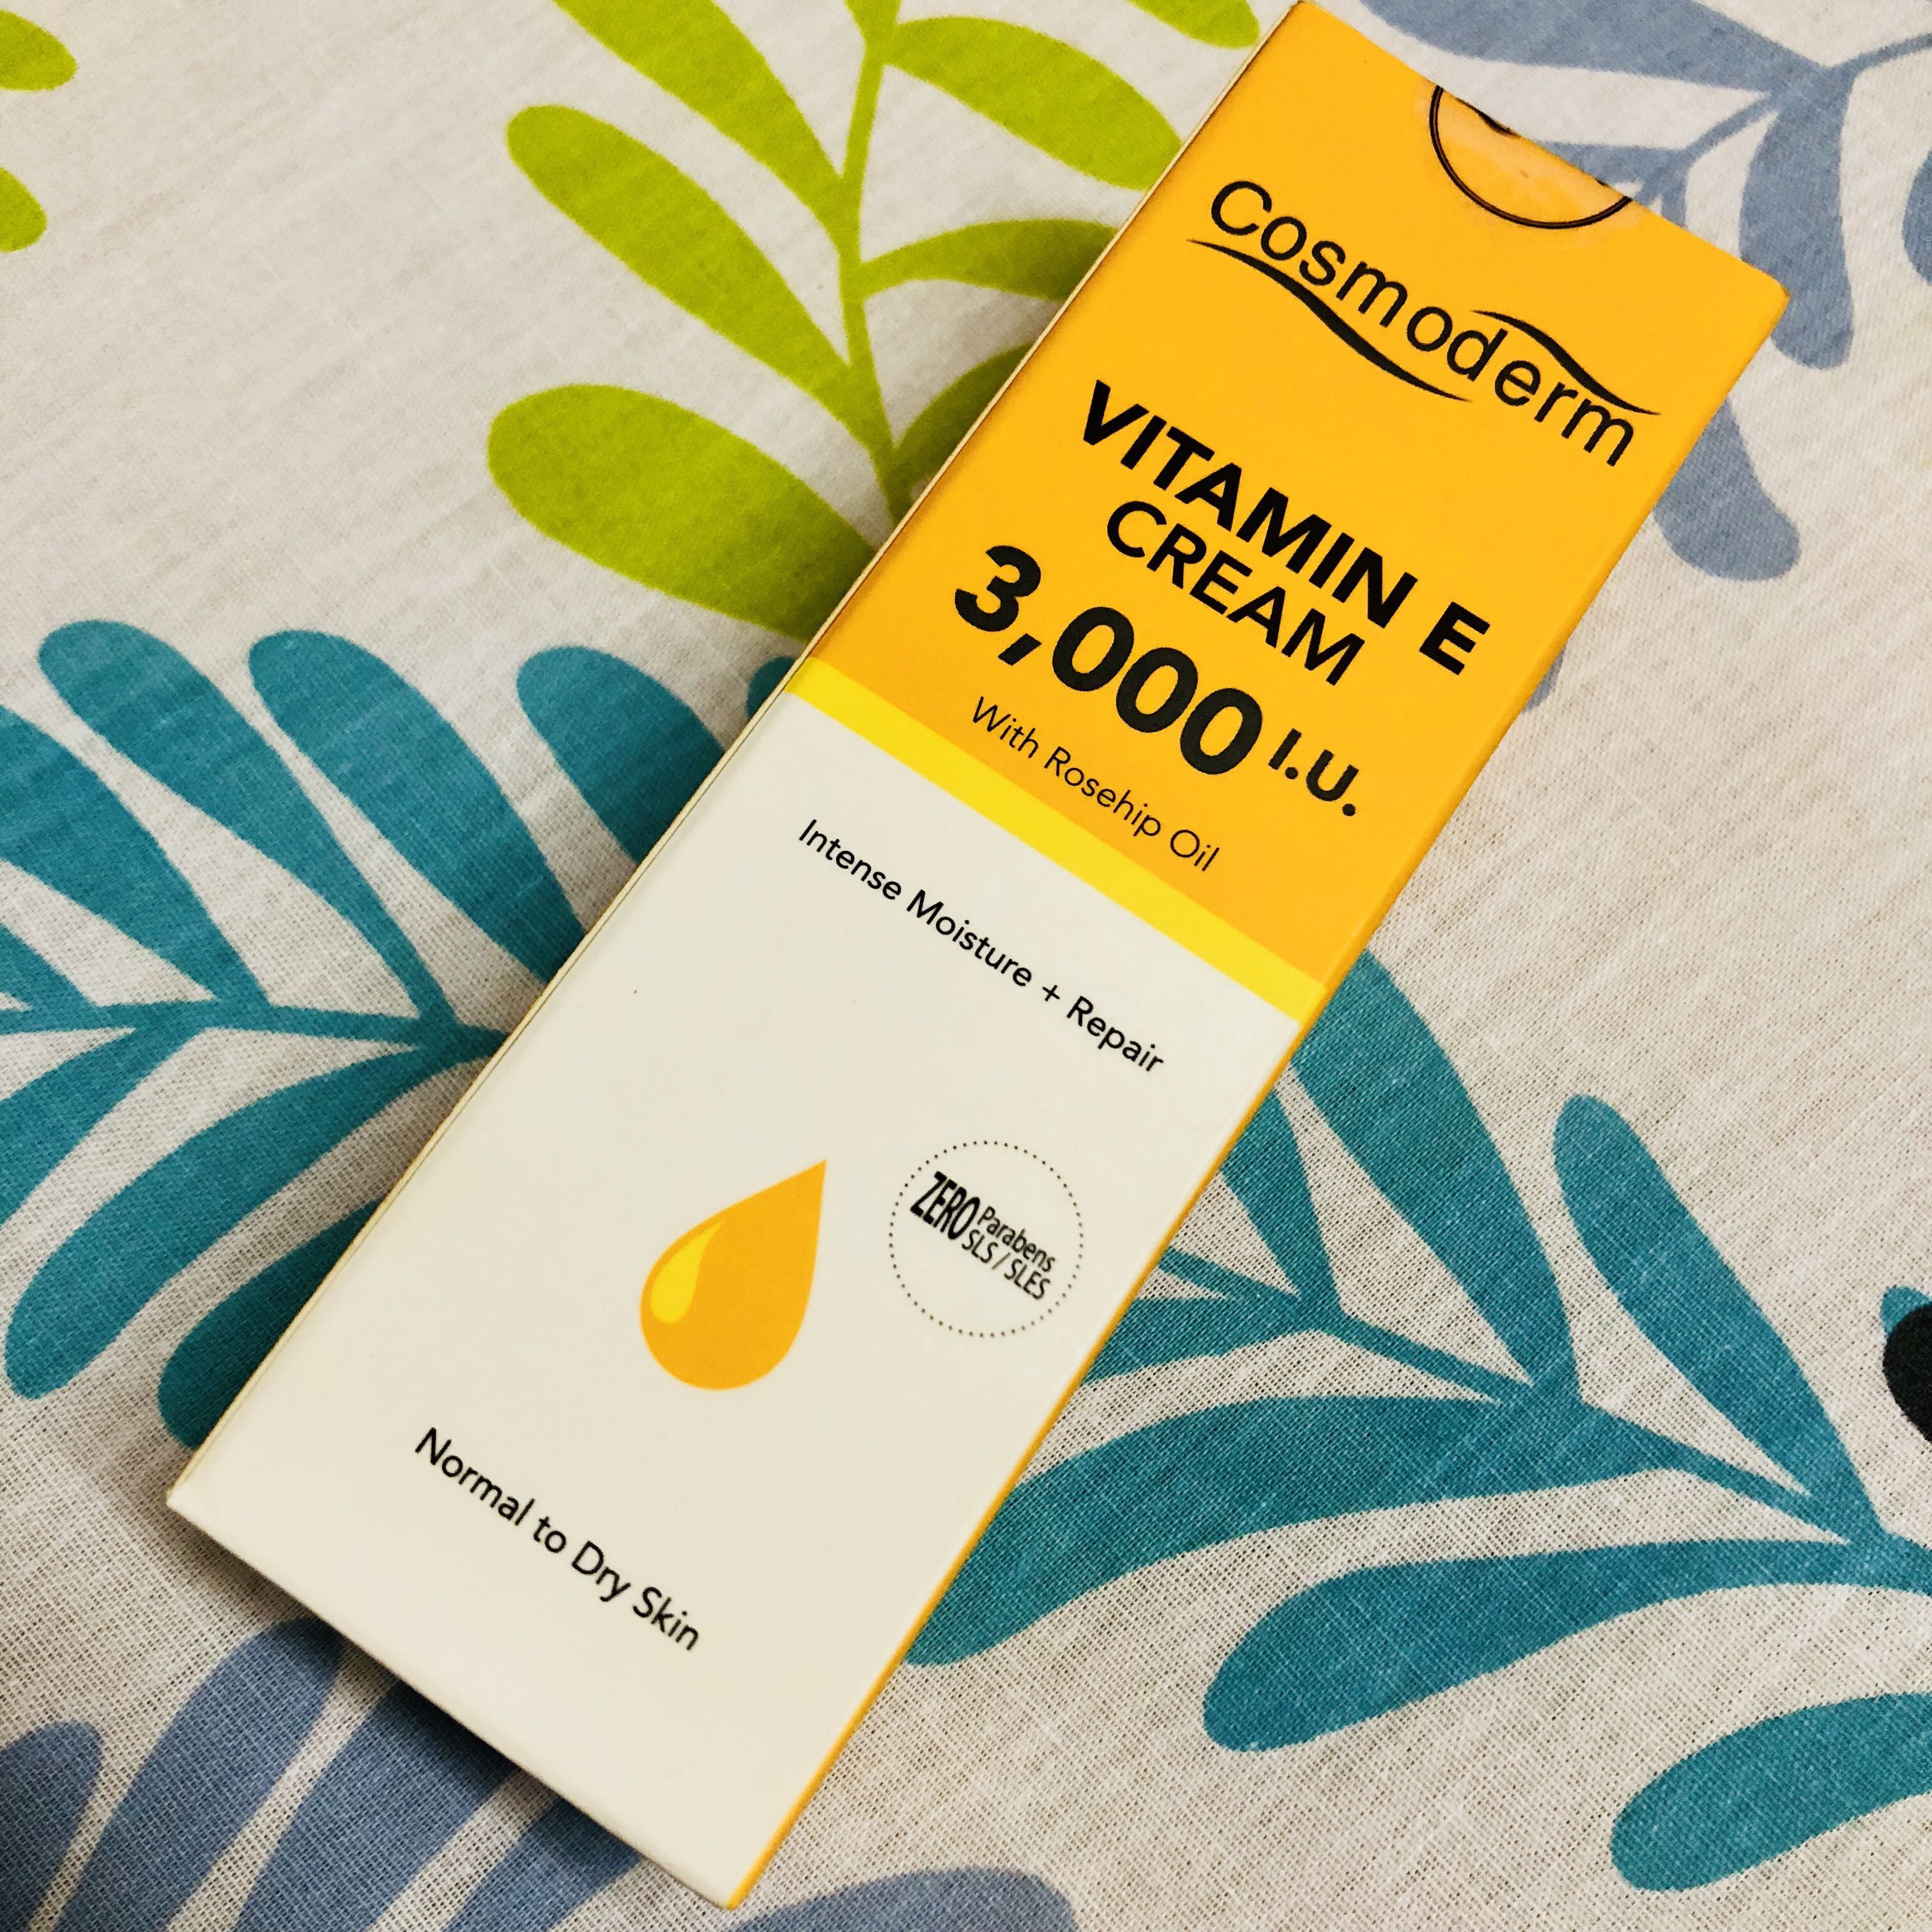 Cosmoderm
VITAMIN E
CREAM
3,000 I.U.
With Rosehip Oil
Intense Moisture + Repair
ZERO Parabens
SLS / SLES
Normal to Dry Skin